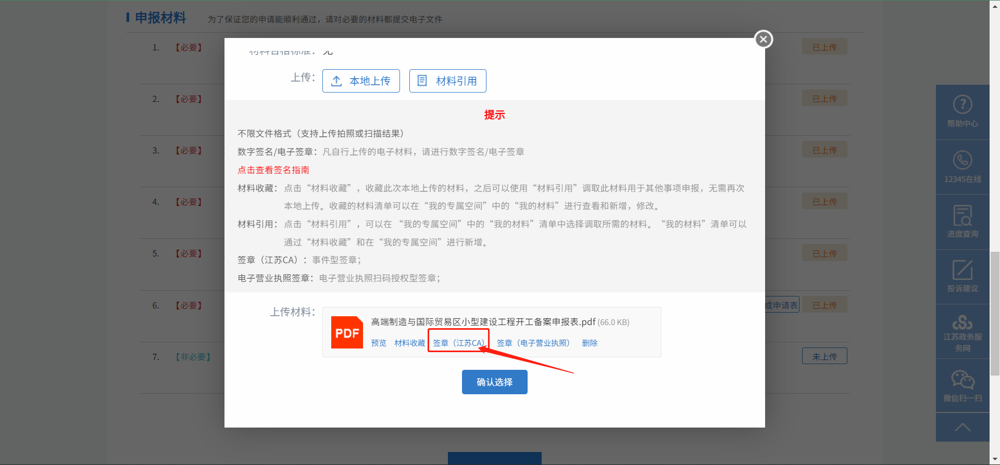 申报材料 为了保证您的申请能顺利通过，请对必要的材料都提交电子文件
1. 【必要】 已上传
2. 【必要】 已上传
3. 【必要】 已上传
4. 【必要】 已上传
5. 【必要】 已上传
6. 【必要】 成申请表 已上传
7. 【非必要】 未上传
材料合格标准： 无
上传： 本地上传 材料引用
提示
不限文件格式（支持上传拍照或扫描结果）
数字签名/电子签章：凡自行上传的电子材料，请进行数字签名/电子签章
点击查看签名指南
材料收藏：点击“材料收藏”，收藏此次本地上传的材料，之后可以使用“材料引用”调取此材料用于其他事项申报，无需再次
本地上传。收藏的材料清单可以在“我的专属空间”中的“我的材料”进行查看和新增，修改。
材料引用：点击“材料引用”，可以在 “我的专属空间”中的“我的材料”清单中选择调取所需的材料。“我的材料”清单可以
通过“材料收藏”和在“我的专属空间”进行新增。
签章（江苏CA）：事件型签章；
电子营业执照签章：电子营业执照扫码授权型签章；
上传材料：
PDF
高端制造与国际贸易区小型建设工程开工备案申报表.pdf (66.0 KB)
预览 材料收藏 签章（江苏CA） 签章（电子营业执照） 删除
确认选择
帮助中心
12345在线
进度查询
投诉建议
江苏政务服
务网
微信扫一扫